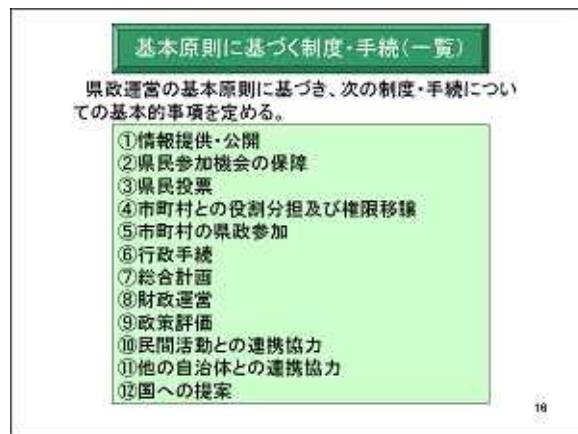 基本原則に基づく制度・手続(一覧)
県政運営の基本原則に基づき、次の制度・手続につい
ての基本的事項を定める。
①情報提供・公開
②県民参加機会の保障
③県民投票
④市町村との役割分担及び権限移譲
⑤市町村の県政参加
⑥行政手続
⑦総合計画
⑧財政運営
⑨政策評価
⑩民間活動との連携協力
⑪他の自治体との連携協力
⑫国への提案
16